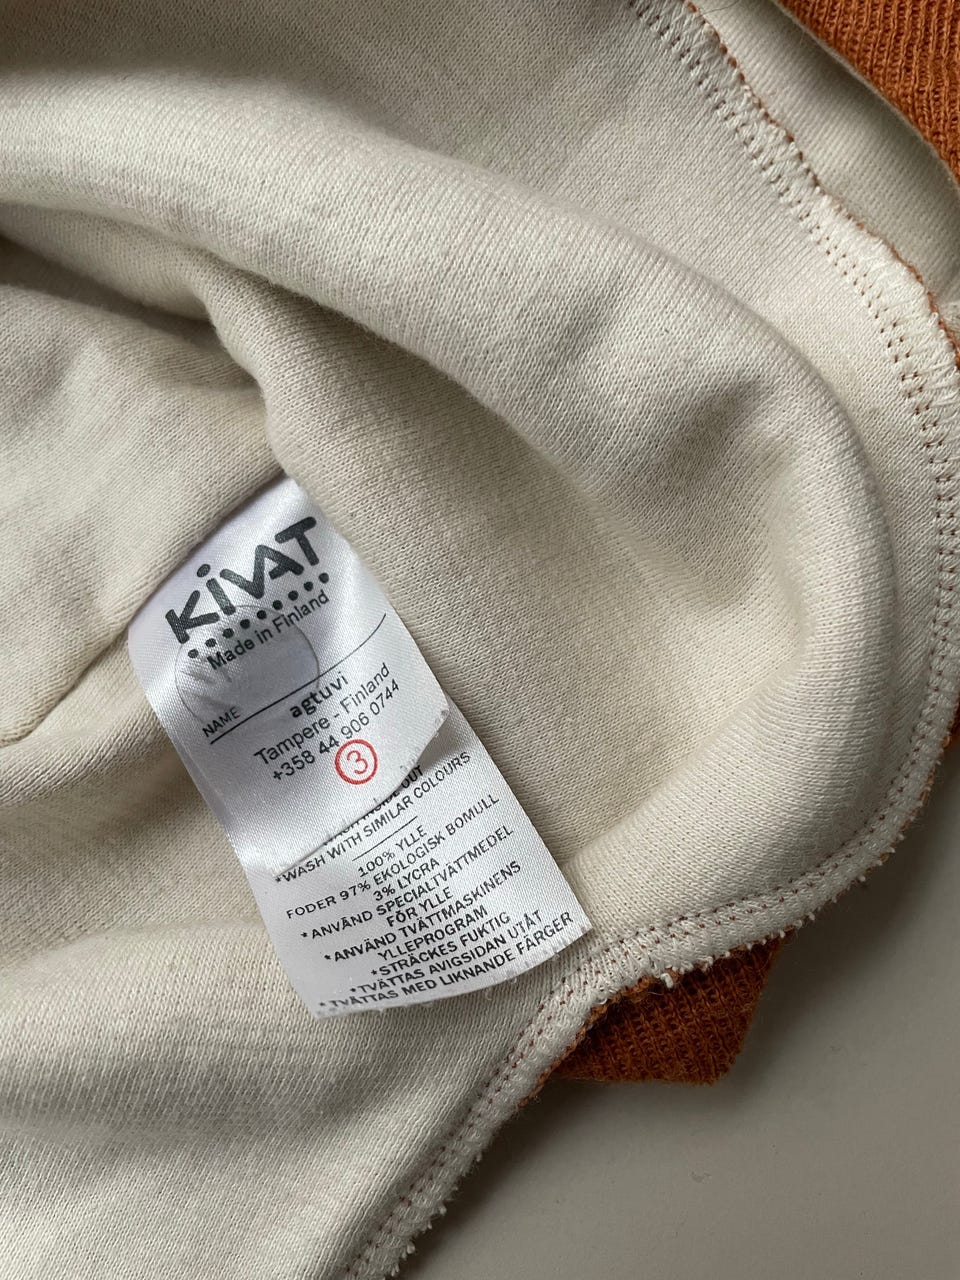 KIVAT
Made in Finland
NAME
agtuvi
Tampere - Finland
+358 44 906 0744
3
OUT
*WASH WITH SIMILAR COLOURS
100% YLLE
FODER 97% EKOLOGISK BOMULL
3% LYCRA
*ANVÄND SPECIALTVÄTTMEDEL
FÖR YLLE
*ANVÄND TVÄTTMASKINENS
YLLEPROGRAM
*STRÄCKES FUKTIG
*TVÄTTAS AVIGSIDAN UTÅT
*TVÄTTAS MED LIKNANDE FÄRGER